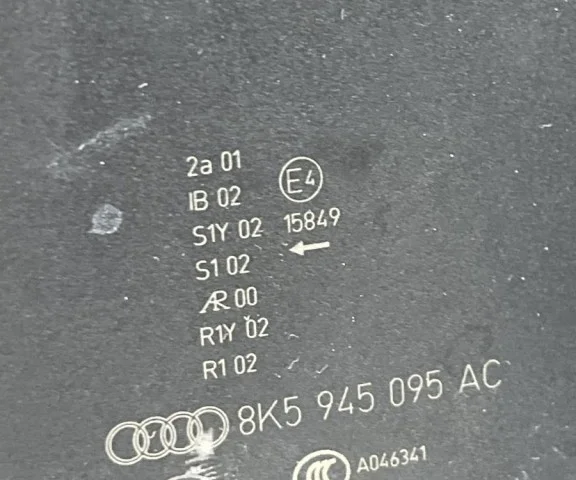 2a 01
IB 02
E4
S1Y 02 15849
S1 02
AR 00
R1Y 02
R1 02
8K5 945 095 AC
CCC A046341